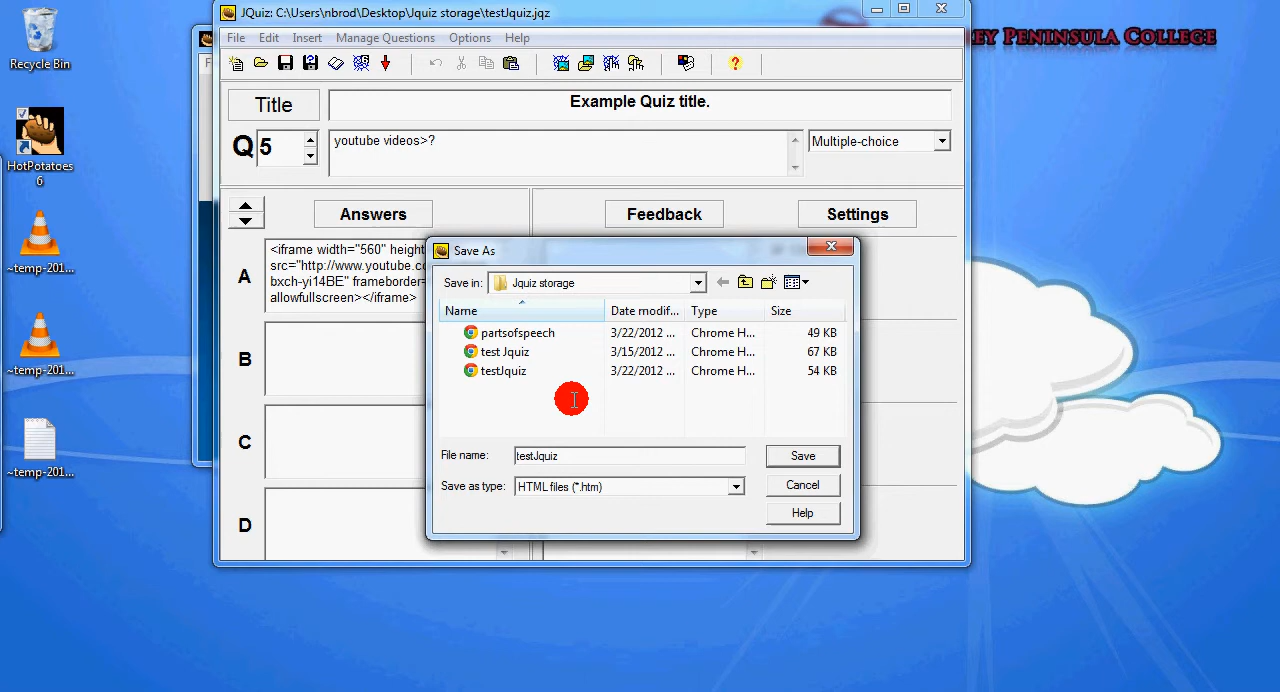 JQuiz: C:\Users\nbrod\Desktop\Jquiz storage\testJquiz.jqz
EY PENINSULA COLLEGE
Recycle Bin
File Edit Insert Manage Questions Options Help
Title
Example Quiz title.
Q 5
youtube videos>?
Multiple-choice
HotPotatoes
6
Answers
Feedback
Settings
A
<iframe width="560"
src="http://www.youtube.
bxch-yi14BE"
allowfullscreen></iframe>
B
C
D
Save As
Save in: Jquiz storage
Name Date modif... Type Size
partsofspeech 3/22/2012 ... Chrome H... 49 KB
test Jquiz 3/15/2012 ... Chrome H... 67 KB
testJquiz 3/22/2012 ... Chrome H... 54 KB
File name: testJquiz Save
Save as type: HTML files (*.htm) Cancel
Help
~temp-201...
~temp-201...
~temp-201...